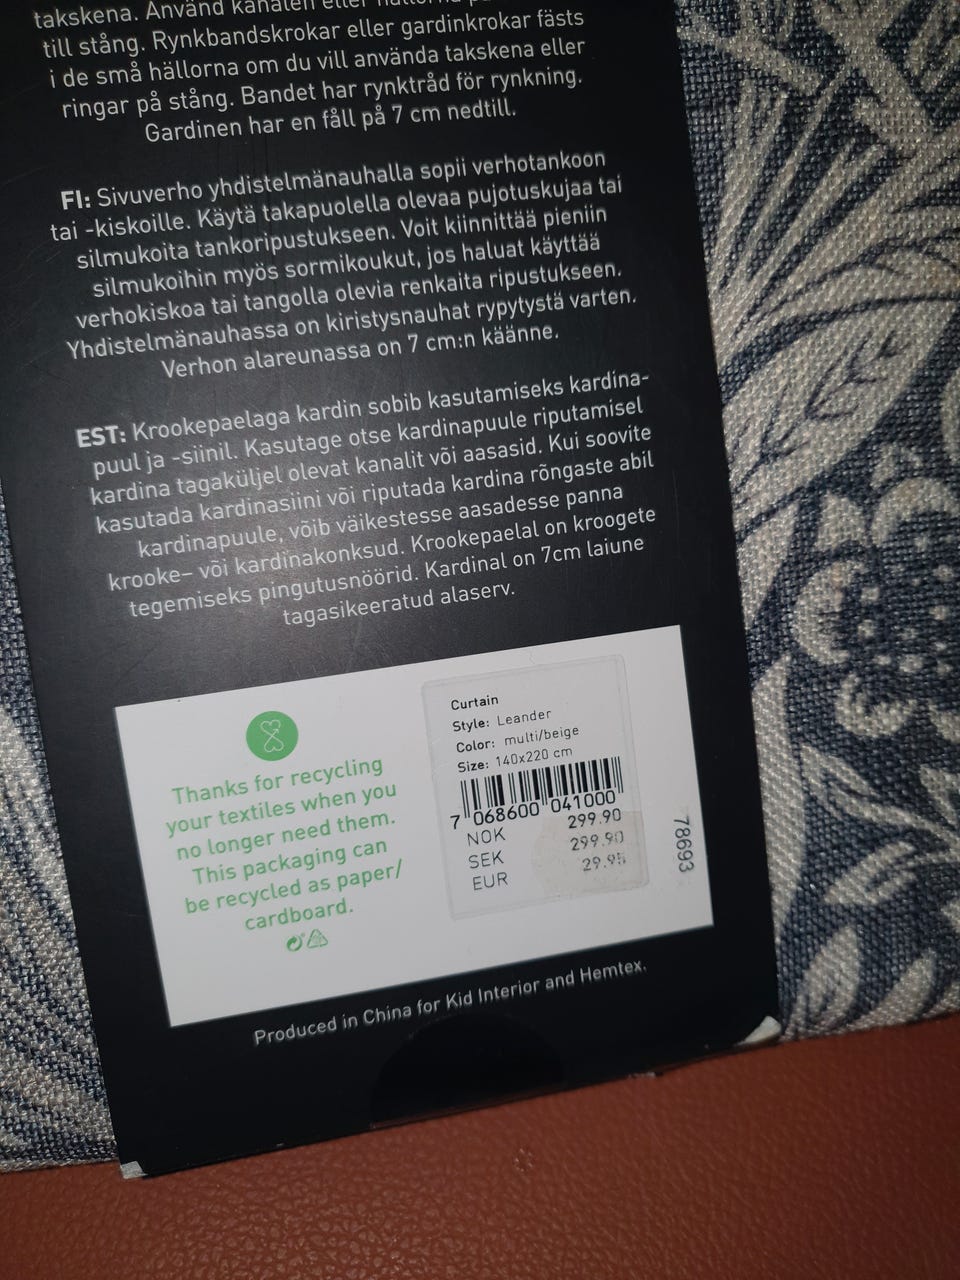 takskena. Använd kanalen eller hällorna
till stång. Rynkbandskrokar eller gardinkrokar fästs
i de små hällorna om du vill använda takskena eller
ringar på stång. Bandet har rynktråd för rynkning.
Gardinen har en fåll på 7 cm nedtill.
FI: Sivuverho yhdistelmänauhalla sopii verhotankoon
tai -kiskoille. Käytä takapuolella olevaa pujotuskujaa tai
silmukoita tankoripustukseen. Voit kiinnittää pieniin
silmukoihin myös sormikoukut, jos haluat käyttää
verhokiskoa tai tangolla olevia renkaita ripustukseen.
Yhdistelmänauhassa on kiristysnauhat rypytystä varten.
Verhon alareunassa on 7 cm:n käänne.
EST: Krookepaelaga kardin sobib kasutamiseks kardina-
puul ja -siinil. Kasutage otse kardinapuule riputamisel
kardina tagaküljel olevat kanalit või aasasid. Kui soovite
kasutada kardinasiini või riputada kardina rõngaste abil
kardinapuule, võib väikestesse aasadesse panna
krooke– või kardinakonksud. Krookepaelal on kroogete
tegemiseks pingutusnöörid. Kardinal on 7cm laiune
tagasikeeratud alaserv.
Thanks for recycling
your textiles when you
no longer need them.
This packaging can
be recycled as paper/
cardboard.
Curtain
Style: Leander
Color: multi/beige
Size: 140x220 cm
7 068600 041000
NOK 299.90
SEK 299.90
EUR 29.95
78693
Produced in China for Kid Interior and Hemtex.